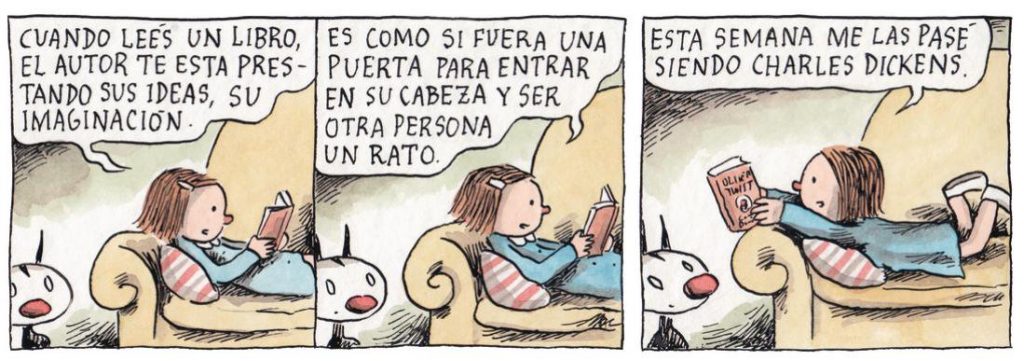 CUANDO LEÉS UN LIBRO,
EL AUTOR TE ESTA PRES-
TANDO SUS IDEAS, SU
IMAGINACIÓN.
ES COMO SI FUERA UNA
PUERTA PARA ENTRAR
EN SU CABEZA Y SER
OTRA PERSONA
UN RATO.
ESTA SEMANA ME LAS PASÉ
SIENDO CHARLES DICKENS.
OLIVER
TWIST